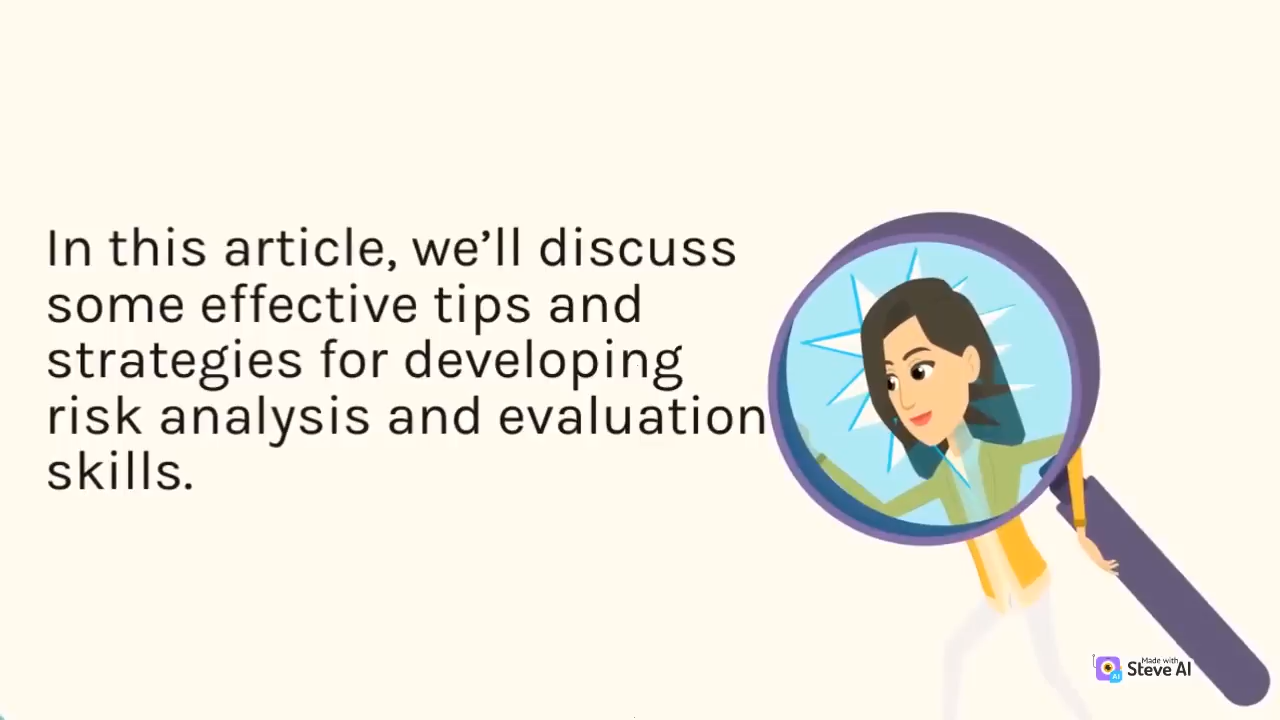 In this article, we’ll discuss
some effective tips and
strategies for developing
risk analysis and evaluation
skills.
Made with
Steve AI
AI